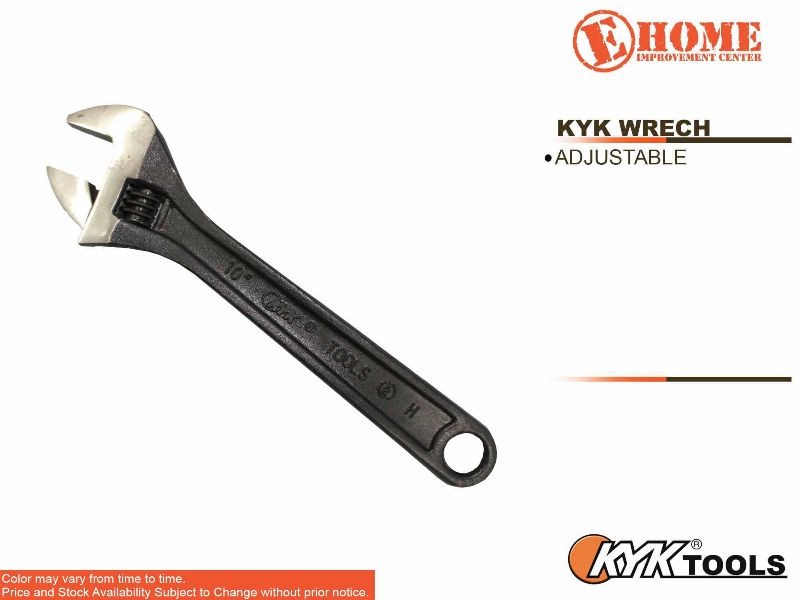 E HOME
IMPROVEMENT CENTER
KYK WRECH
•ADJUSTABLE
10"
KYK ®
TOOLS
H
KYK® TOOLS
Color may vary from time to time.
Price and Stock Availability Subject to Change without prior notice.